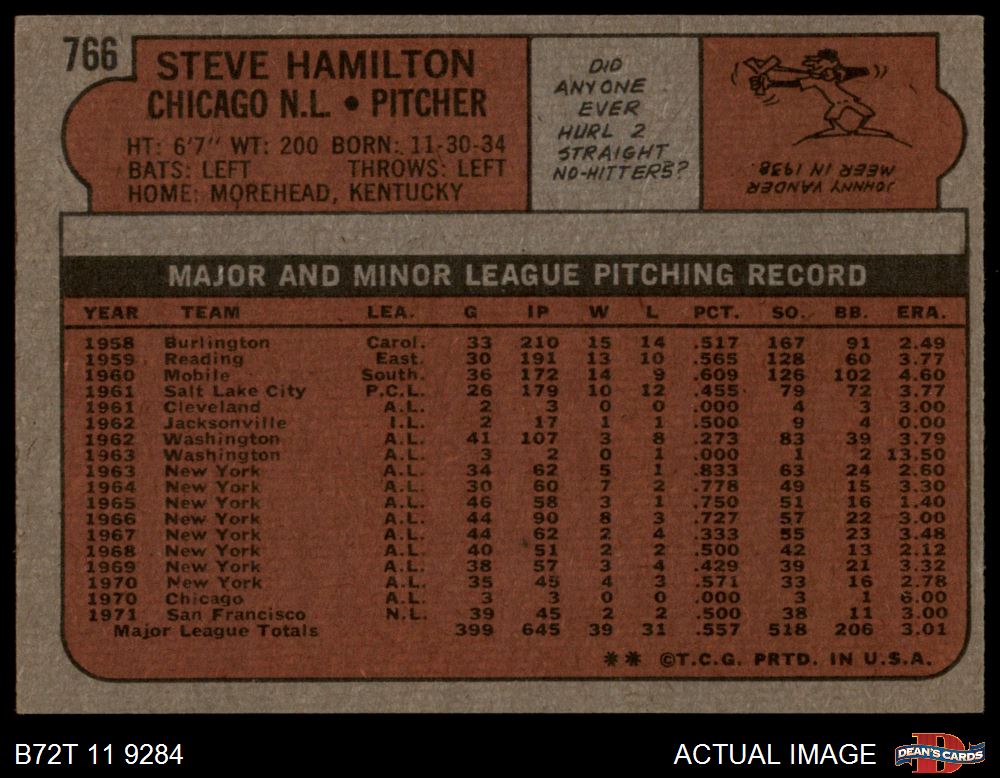 766
STEVE HAMILTON
CHICAGO N.L. • PITCHER
HT: 6'7" WT: 200 BORN: 11-30-34
BATS: LEFT THROWS: LEFT
HOME: MOREHEAD, KENTUCKY
DID
ANYONE
EVER
HURL 2
STRAIGHT
NO-HITTERS?
JOHNNY VANDER
MEER IN 1938.
MAJOR AND MINOR LEAGUE PITCHING RECORD
YEAR TEAM LEA. G IP W L PCT. SO. BB. ERA.
1958 Burlington Carol. 33 210 15 14 .517 167 91 2.49
1959 Reading East. 30 191 13 10 .565 128 60 3.77
1960 Mobile South. 36 172 14 9 .609 126 102 4.60
1961 Salt Lake City P.C.L. 26 179 10 12 .455 79 72 3.77
1961 Cleveland A.L. 2 3 0 0 .000 4 3 3.00
1962 Jacksonville I.L. 2 17 1 1 .500 9 4 0.00
1962 Washington A.L. 41 107 3 8 .273 83 39 3.79
1963 Washington A.L. 3 2 0 1 .000 1 2 13.50
1963 New York A.L. 34 62 5 1 .833 63 24 2.60
1964 New York A.L. 30 60 7 2 .778 49 15 3.30
1965 New York A.L. 46 58 3 1 .750 51 16 1.40
1966 New York A.L. 44 90 8 3 .727 57 22 3.00
1967 New York A.L. 44 62 2 4 .333 55 23 3.48
1968 New York A.L. 40 51 2 2 .500 42 13 2.12
1969 New York A.L. 38 57 3 4 .429 39 21 3.32
1970 New York A.L. 35 45 4 3 .571 33 16 2.78
1970 Chicago A.L. 3 3 0 0 .000 3 1 6.00
1971 San Francisco N.L. 39 45 2 2 .500 38 11 3.00
Major League Totals 399 645 39 31 .557 518 206 3.01
** ©T.C.G. PRTD. IN U.S.A.
B72T 11 9284
ACTUAL IMAGE
DEAN'S CARDS